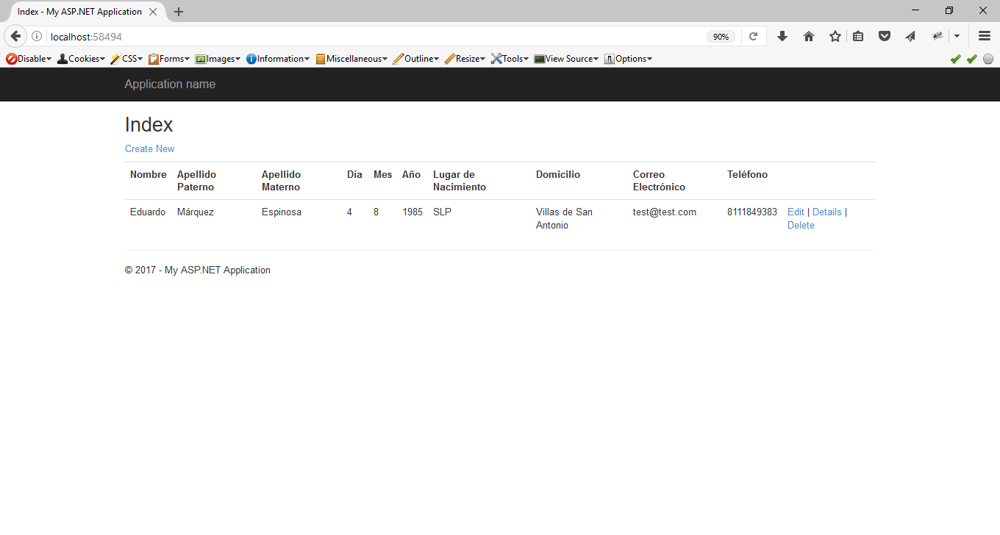 Index - My ASP.NET Application
localhost:58494
90%
Disable Cookies CSS Forms Images Information Miscellaneous Outline Resize Tools View Source Options
Application name
Index
Create New
Nombre Apellido Paterno Apellido Materno Día Mes Año Lugar de Nacimiento Domicilio Correo Electrónico Teléfono
Eduardo Márquez Espinosa 4 8 1985 SLP Villas de San Antonio test@test.com 8111849383 Edit | Details | Delete
© 2017 - My ASP.NET Application